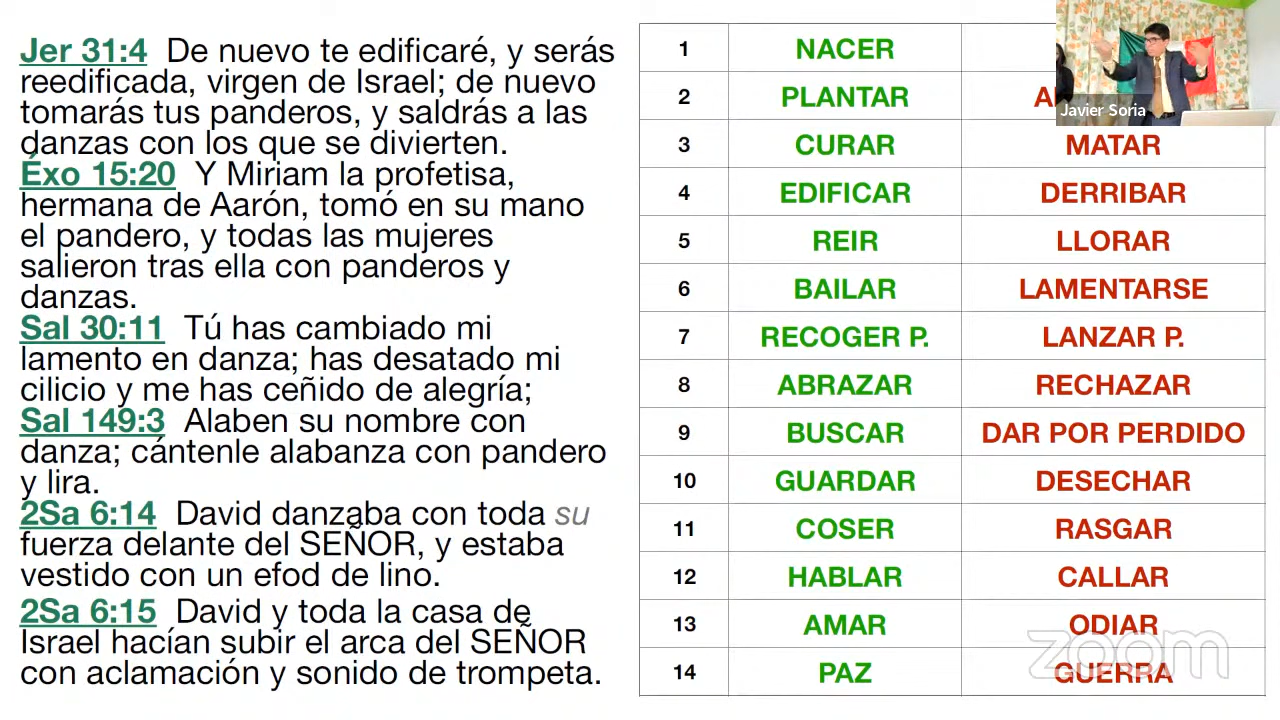 Jer 31:4 De nuevo te edificaré, y serás
reedificada, virgen de Israel; de nuevo
tomarás tus panderos, y saldrás a las
danzas con los que se divierten.
Éxo 15:20 Y Miriam la profetisa,
hermana de Aarón, tomó en su mano
el pandero, y todas las mujeres
salieron tras ella con panderos y
danzas.
Sal 30:11 Tú has cambiado mi
lamento en danza; has desatado mi
cilicio y me has ceñido de alegría;
Sal 149:3 Alaben su nombre con
danza; cántenle alabanza con pandero
y lira.
2Sa 6:14 David danzaba con toda su
fuerza delante del SEÑOR, y estaba
vestido con un efod de lino.
2Sa 6:15 David y toda la casa de
Israel hacían subir el arca del SEÑOR
con aclamación y sonido de trompeta.
1 NACER
2 PLANTAR
3 CURAR MATAR
4 EDIFICAR DERRIBAR
5 REIR LLORAR
6 BAILAR LAMENTARSE
7 RECOGER P. LANZAR P.
8 ABRAZAR RECHAZAR
9 BUSCAR DAR POR PERDIDO
10 GUARDAR DESECHAR
11 COSER RASGAR
12 HABLAR CALLAR
13 AMAR ODIAR
14 PAZ GUERRA
Javier Soria
zoom